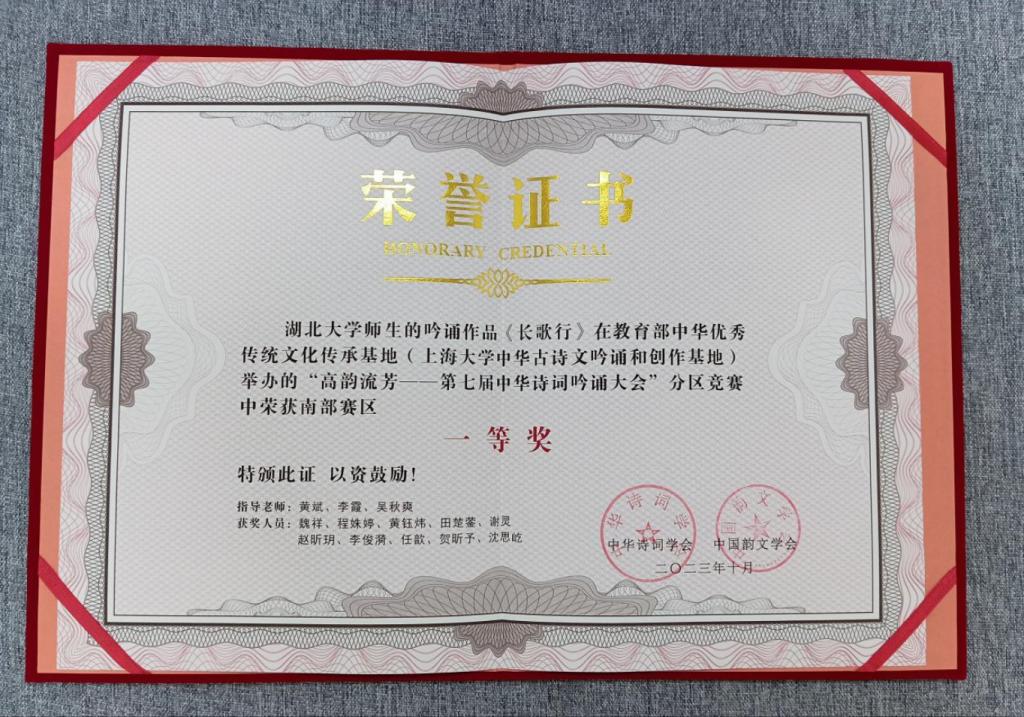 荣誉证书
HONORARY CREDENTIAL
湖北大学师生的吟诵作品《长歌行》在教育部中华优秀
传统文化传承基地（上海大学中华古诗文吟诵和创作基地）
举办的“高韵流芳——第七届中华诗词吟诵大会”分区竞赛
中荣获南部赛区
一等奖
特颁此证 以资鼓励!
指导老师：黄斌、李霞、吴秋爽
获奖人员：魏祥、程姝婷、黄钰炜、田楚蓥、谢灵
赵昕玥、李俊漪、任歆、贺昕予、沈思屹
中华诗词学会 中国韵文学会
二〇二三年十月